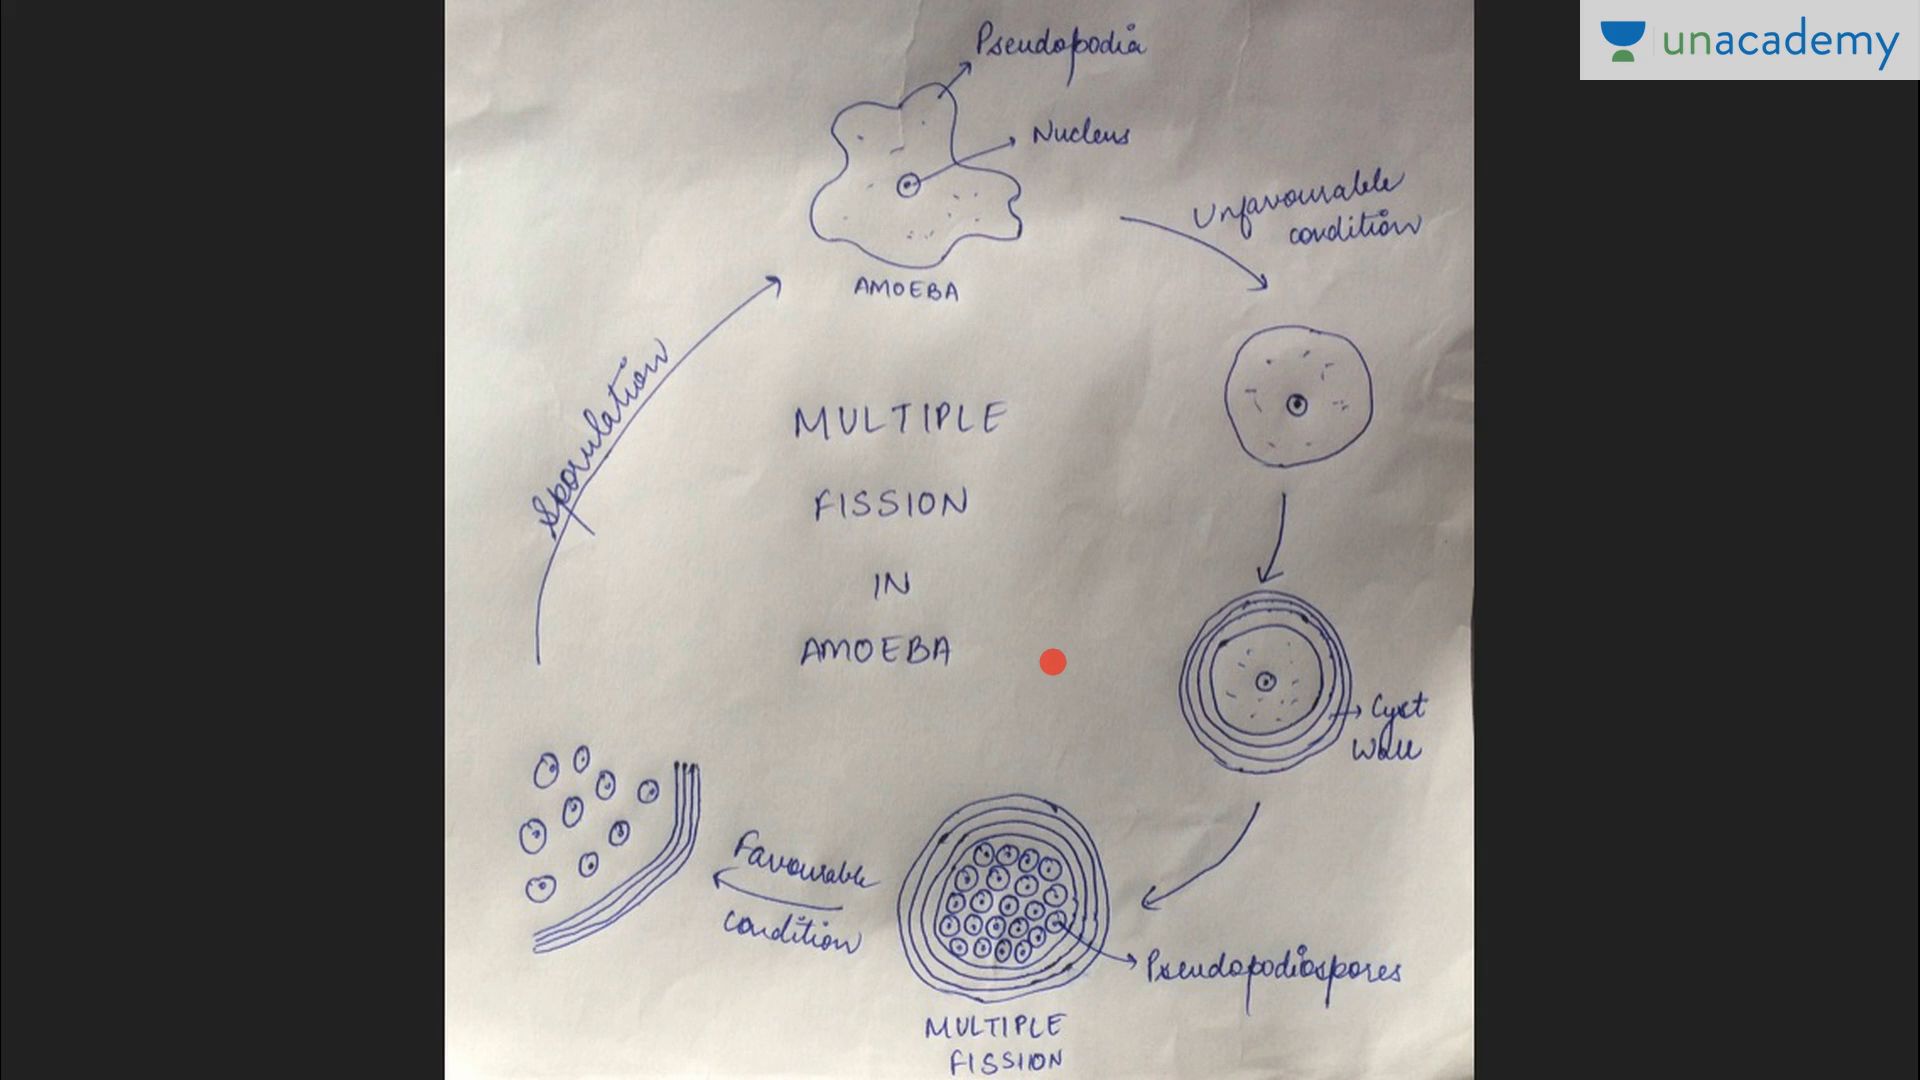 unacademy
Pseudopodia
Nucleus
Unfavourable
condition
AMOEBA
Sporulation
MULTIPLE
FISSION
IN
AMOEBA
Cyst
Wall
Favourable
condition
Pseudopodiospores
MULTIPLE
FISSION